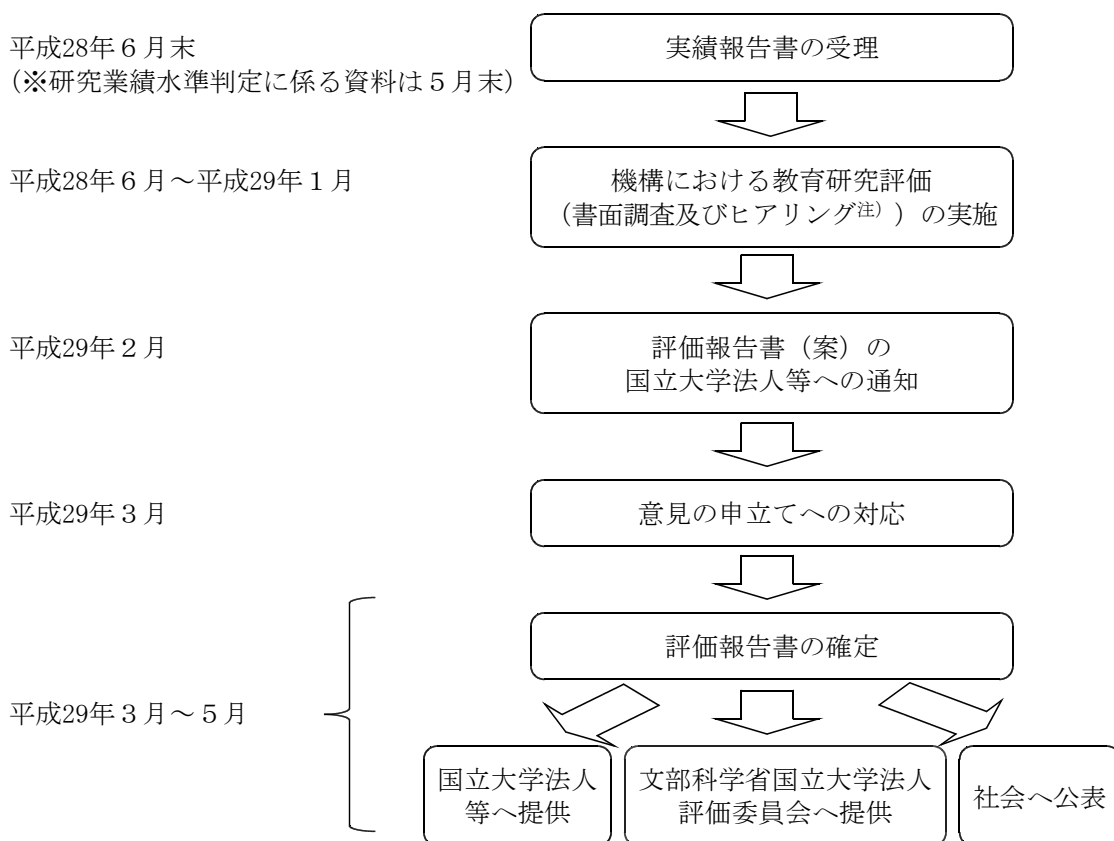 平成28年６月末
（※研究業績水準判定に係る資料は５月末）
実績報告書の受理
平成28年６月～平成29年１月
機構における教育研究評価
（書面調査及びヒアリング注））の実施
平成29年２月
評価報告書（案）の
国立大学法人等への通知
平成29年３月
意見の申立てへの対応
評価報告書の確定
平成29年３月～５月
国立大学法人
等へ提供
文部科学省国立大学法人
評価委員会へ提供
社会へ公表